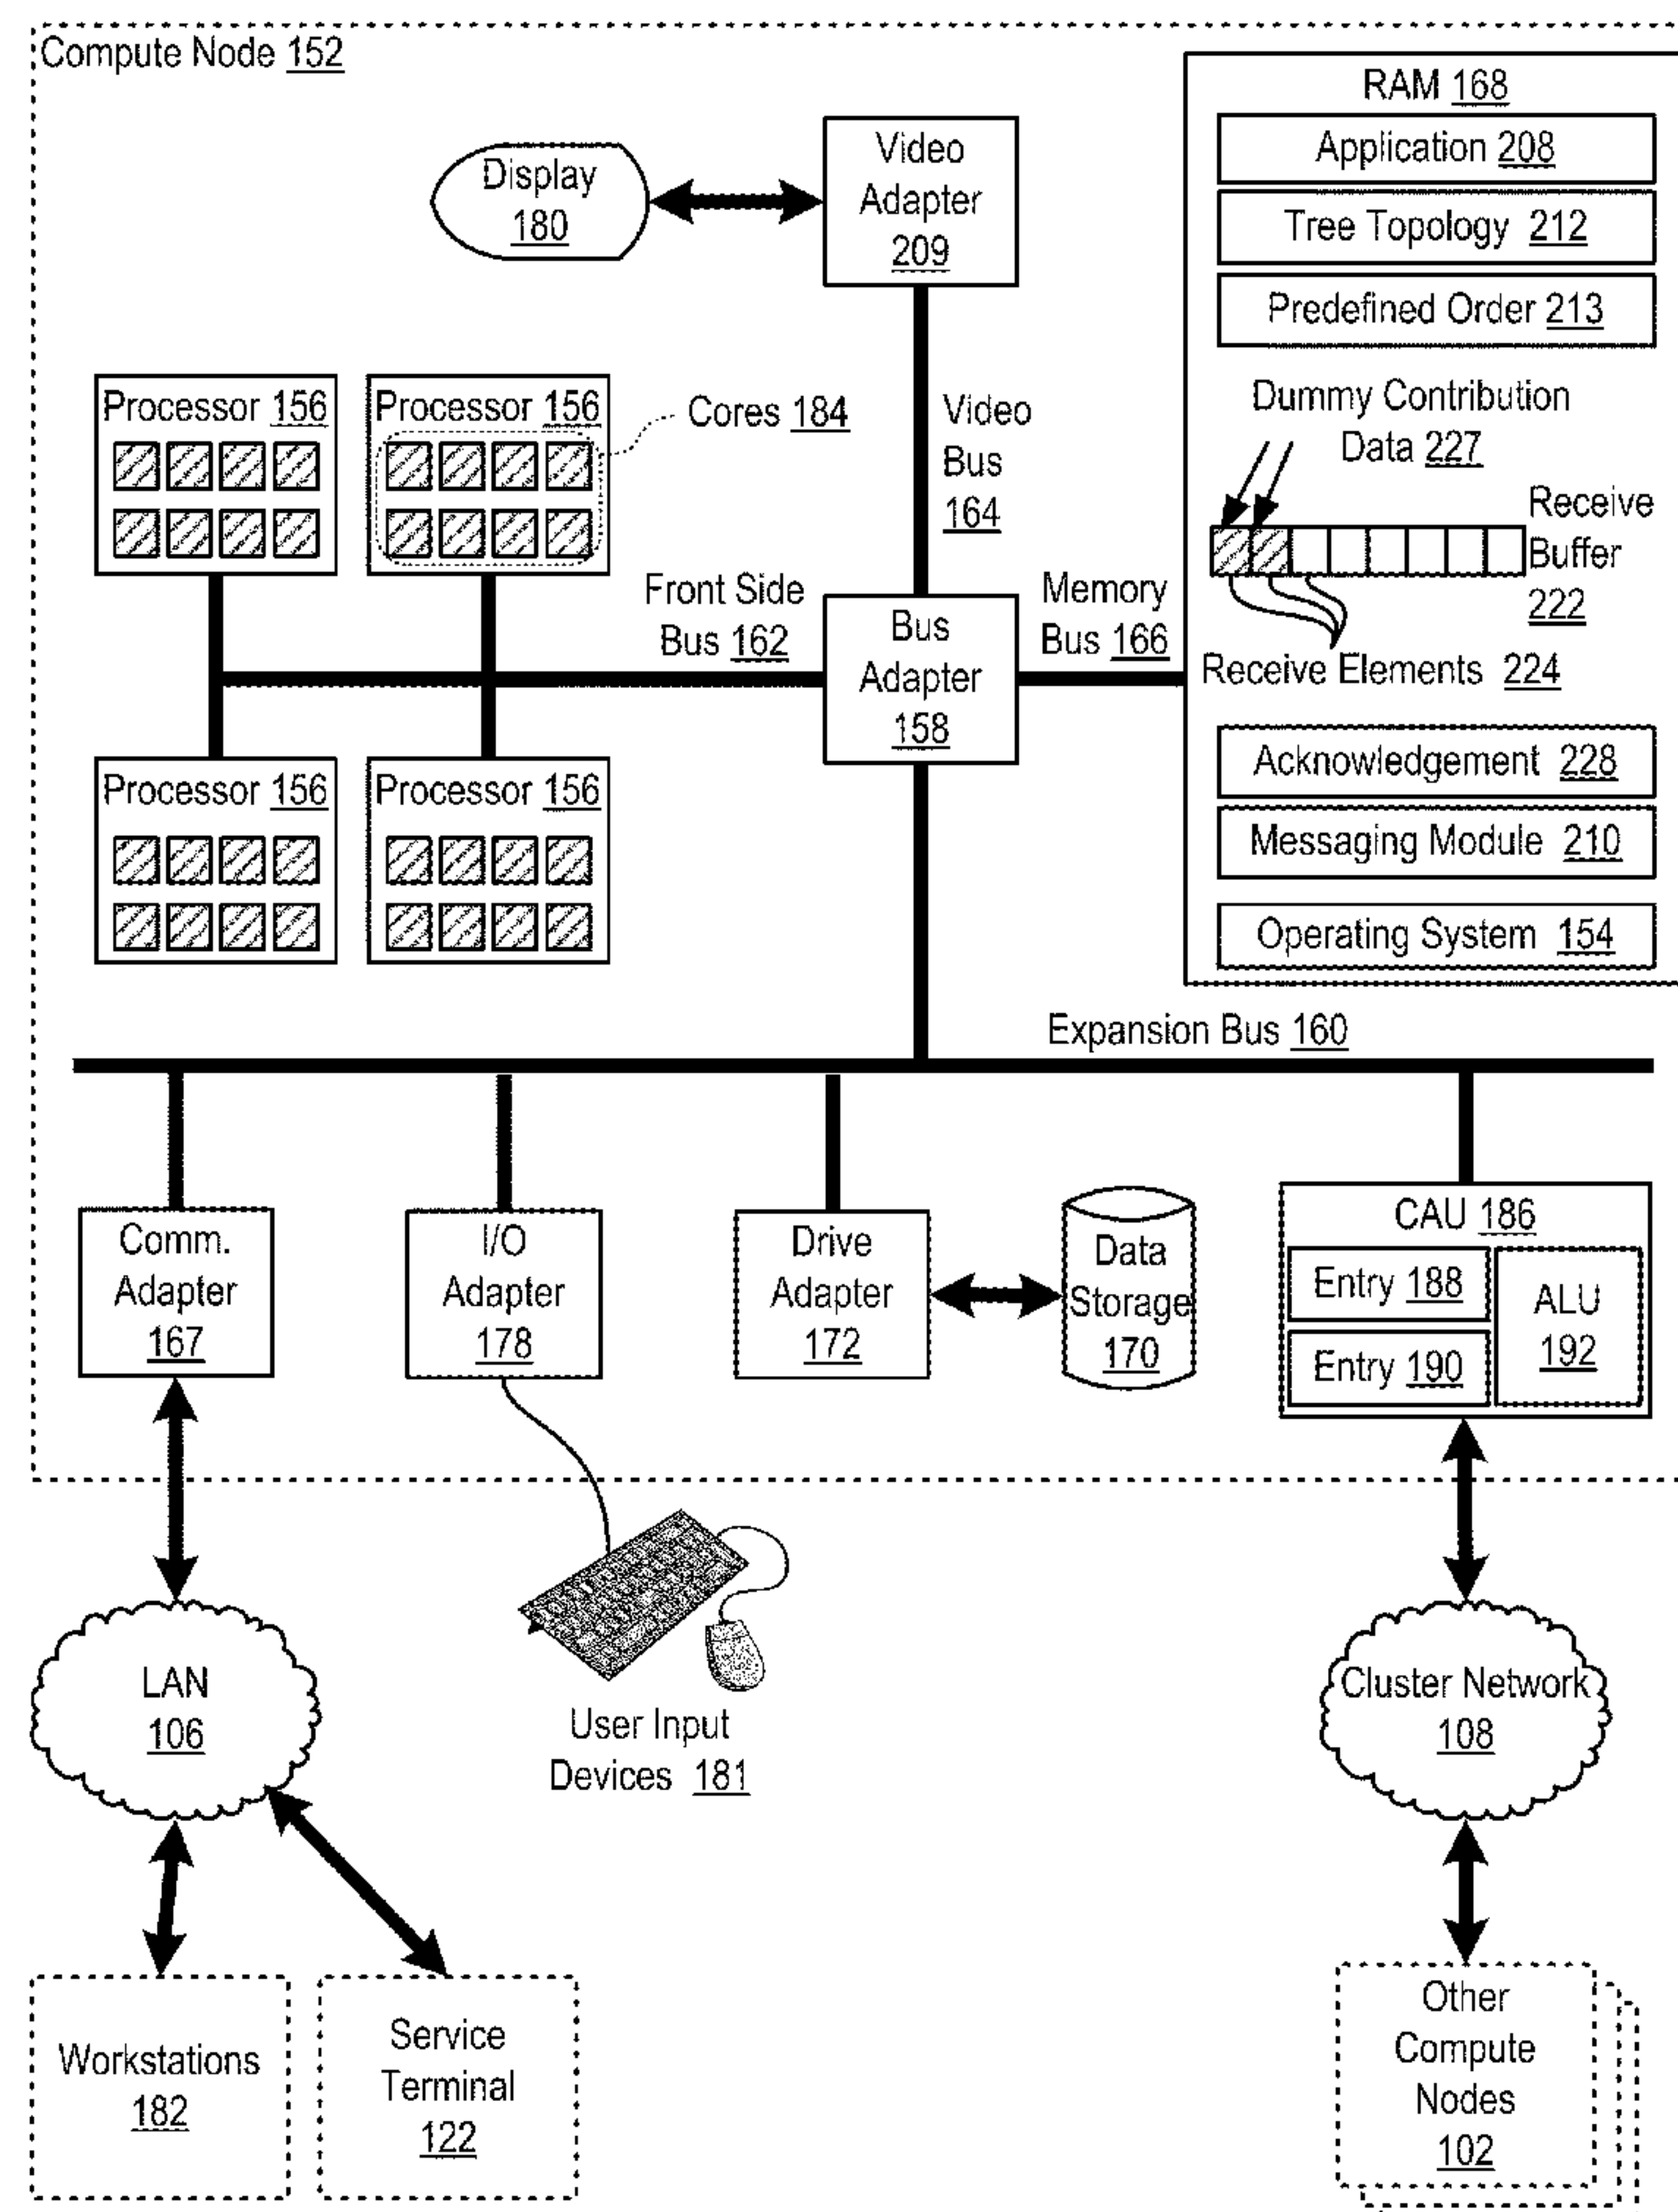 Compute Node 152
RAM 168
Application 208
Tree Topology 212
Predefined Order 213
Display
180
Video
Adapter
209
Processor 156
Processor 156
Cores 184
Video
Bus
164
Dummy Contribution
Data 227
Receive
Buffer
222
Receive Elements 224
Front Side
Bus 162
Bus
Adapter
158
Memory
Bus 166
Processor 156
Processor 156
Acknowledgement 228
Messaging Module 210
Operating System 154
Expansion Bus 160
Comm.
Adapter
167
I/O
Adapter
178
Drive
Adapter
172
Data
Storage
170
CAU 186
Entry 188
Entry 190
ALU
192
LAN
106
User Input
Devices 181
Cluster Network
108
Workstations
182
Service
Terminal
122
Other
Compute
Nodes
102